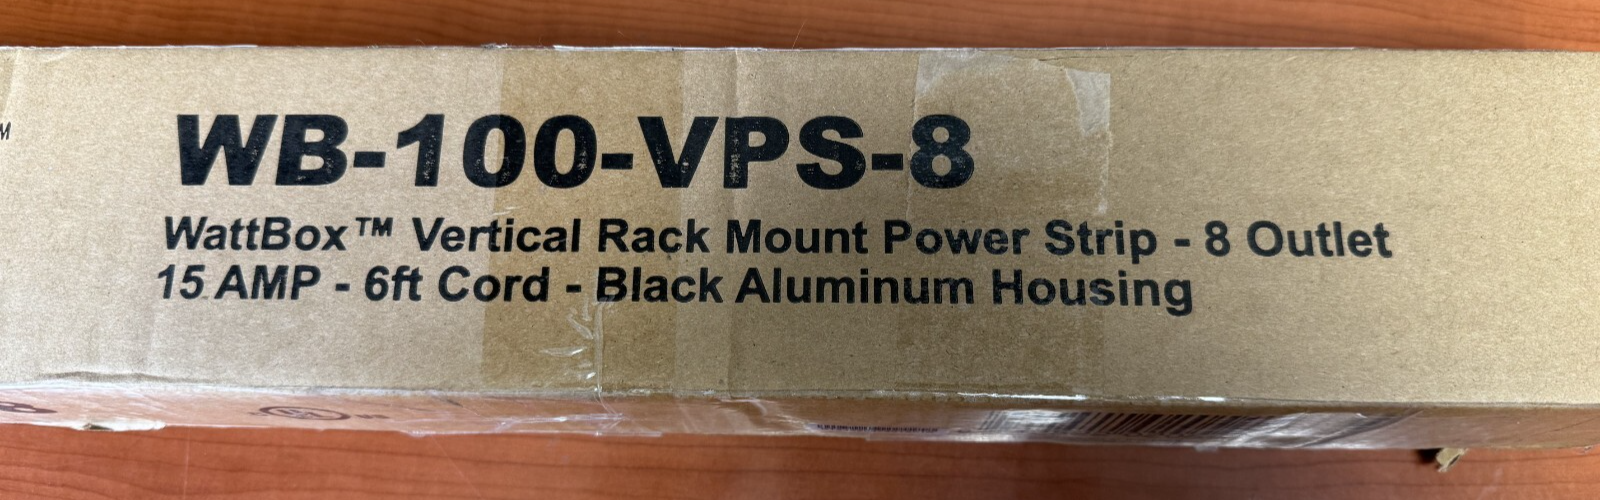 WB-100-VPS-8
WattBox™ Vertical Rack Mount Power Strip - 8 Outlet
15 AMP - 6ft Cord - Black Aluminum Housing